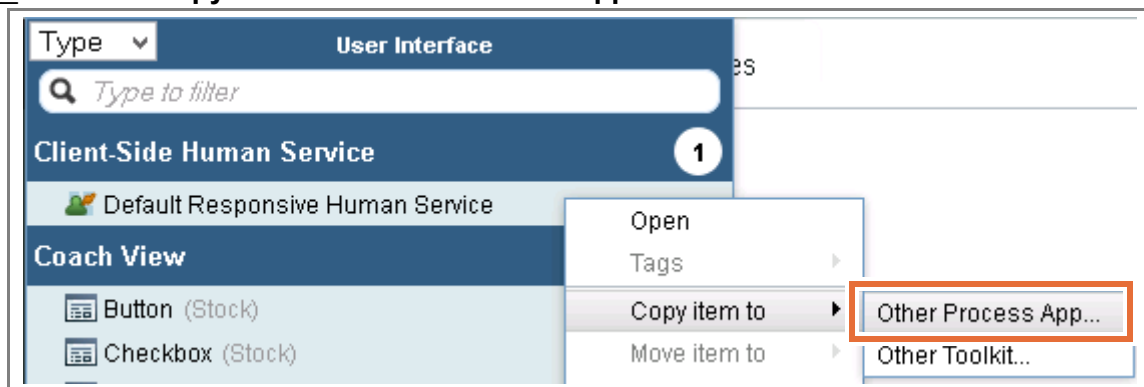 Type User Interface
es
Type to filter
Client-Side Human Service 1
Default Responsive Human Service
Open
Coach View
Tags
Button (Stock)
Copy item to
Other Process App...
Checkbox (Stock)
Move item to
Other Toolkit...